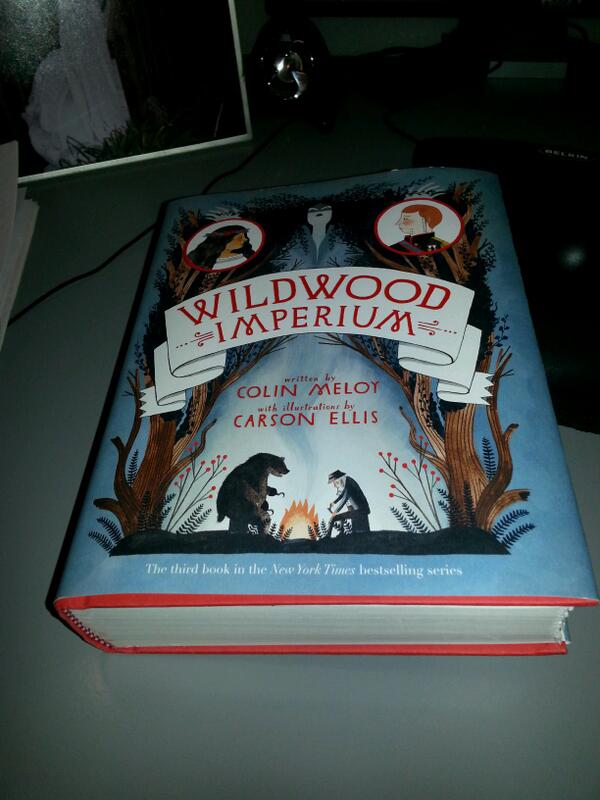 BELKIN
WILDWOOD
IMPERIUM
written by
COLIN MELOY
with illustrations by
CARSON ELLIS
The third book in the New York Times bestselling series